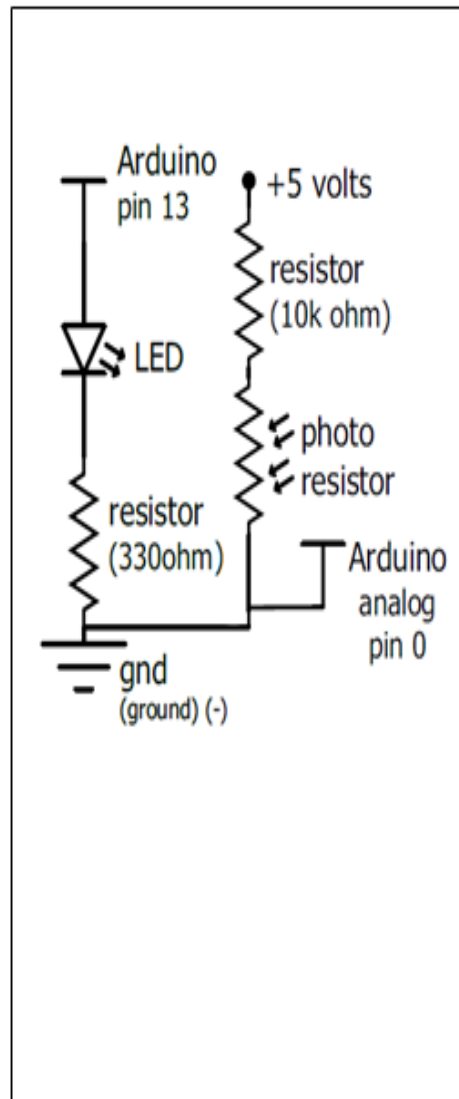 Arduino
pin 13
+5 volts
resistor
(10k ohm)
LED
photo
resistor
resistor
(330ohm)
Arduino
analog
pin 0
gnd
(ground) (-)